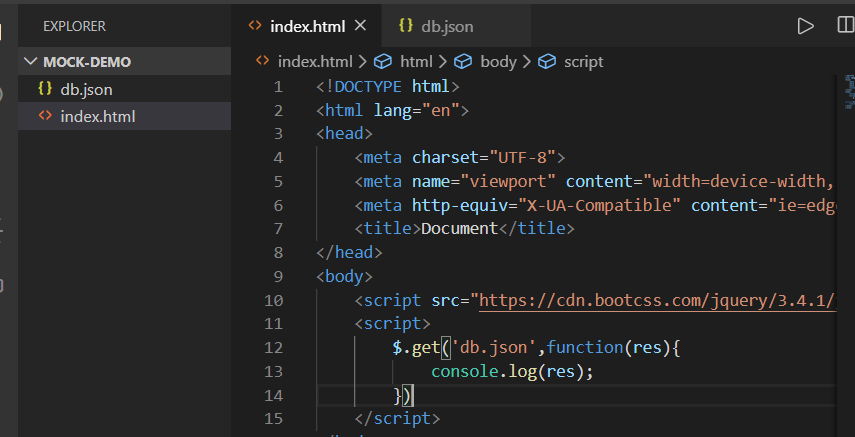 EXPLORER
MOCK-DEMO
db.json
index.html
index.html
db.json
index.html > html > body > script
1 <!DOCTYPE html>
2 <html lang="en">
3 <head>
4 <meta charset="UTF-8">
5 <meta name="viewport" content="width=device-width,
6 <meta http-equiv="X-UA-Compatible" content="ie=edge
7 <title>Document</title>
8 </head>
9 <body>
10 <script src="https://cdn.bootcss.com/jquery/3.4.1/
11 <script>
12 $.get('db.json',function(res){
13 console.log(res);
14 })
15 </script>